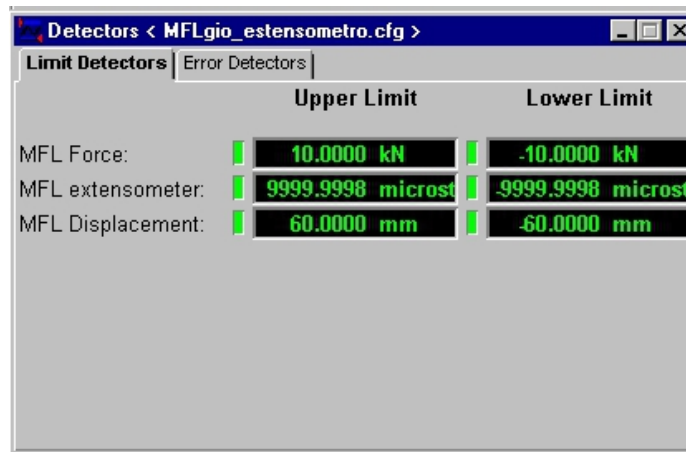 Detectors < MFLgio_estensometro.cfg >
Limit Detectors Error Detectors
Upper Limit Lower Limit
MFL Force: 10.0000 kN -10.0000 kN
MFL extensometer: 9999.9998 microst -9999.9998 microst
MFL Displacement: 60.0000 mm -60.0000 mm